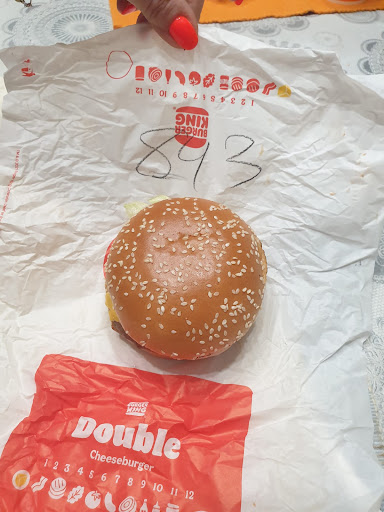 1 2 3 4 5 6 7 8 9 10 11 12
BURGER
KING
893
BURGER
KING
Double
Cheeseburger
1 2 3 4 5 6 7 8 9 10 11 12